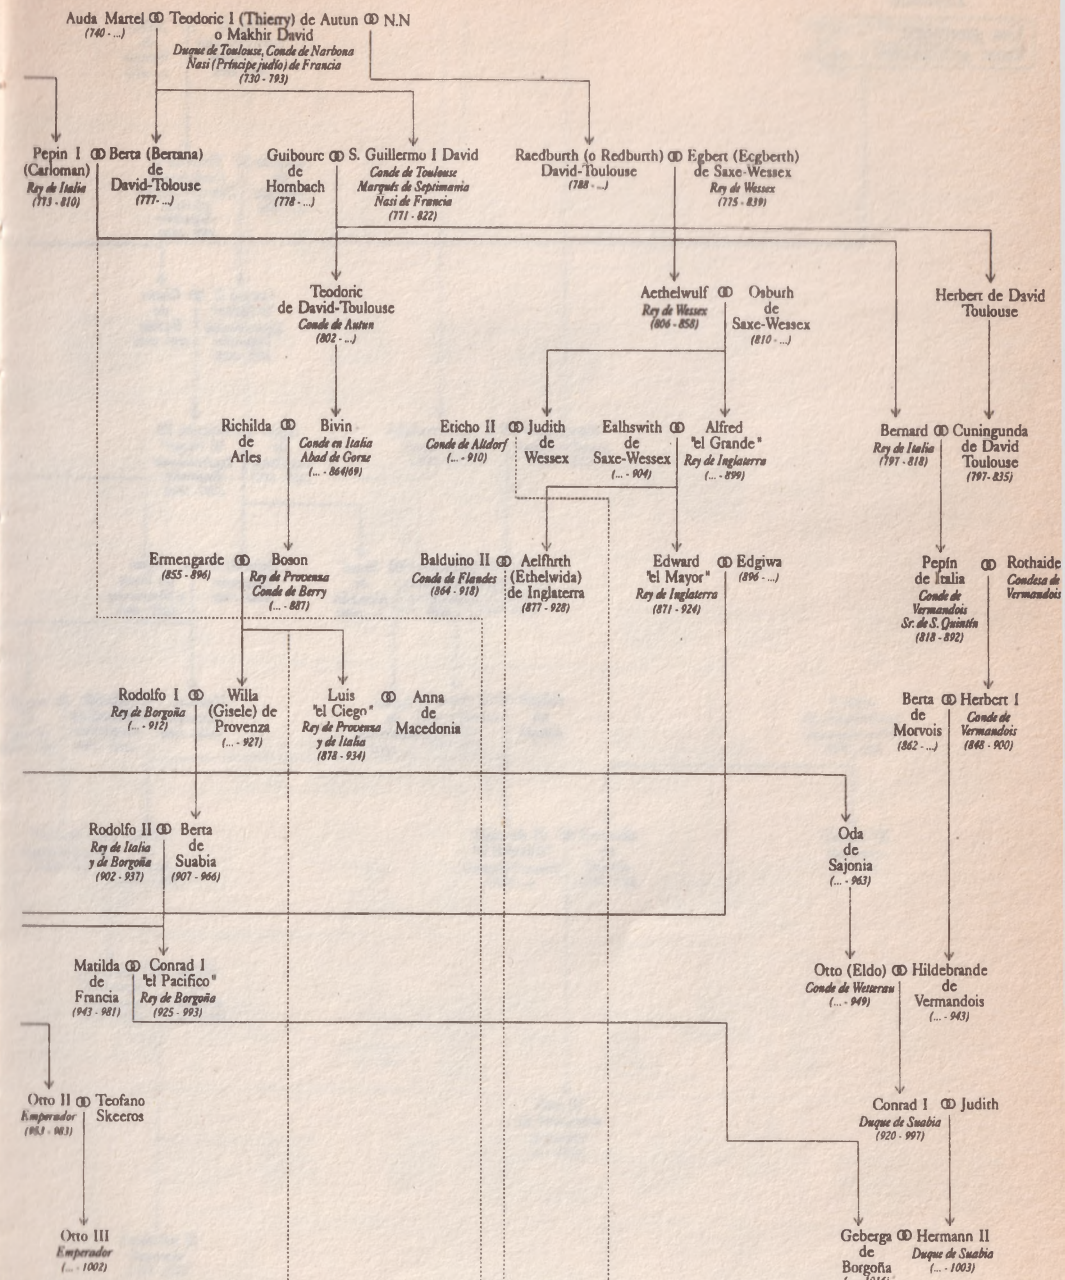 Auda Martel ⚭ Teodoric I (Thierry) de Autun ⚭ N.N
(740 - ...)
o Makhir David
Duque de Toulouse, Conde de Narbona
Nasi (Príncipe judío) de Francia
(730 - 793)
Pepin I ⚭ Berta (Bertana)
(Carloman)
Rey de Italia
(773 - 810)
de
David-Tolouse
(777- ...)
Guibourc ⚭ S. Guillermo I David
de
Hornbach
(778 - ...)
Conde de Toulouse
Marqués de Septimania
Nasi de Francia
(771 - 822)
Raedburth (o Redburth) ⚭ Egbert (Ecgberth)
David-Toulouse
(788 - ...)
de Saxe-Wessex
Rey de Wessex
(775 - 839)
Teodoric
de David-Toulouse
Conde de Autun
(802 - ...)
Aethelwulf ⚭ Osburh
Rey de Wessex
(806 - 858)
de
Saxe-Wessex
(810 - ...)
Herbert de David
Toulouse
Richilda ⚭ Bivin
de
Arles
Conde en Italia
Abad de Gorze
(... - 864/69)
Eticho II ⚭ Judith
Conde de Altdorf
(... - 910)
de
Wessex
Ealhswith ⚭ Alfred
de
Saxe-Wessex
(... - 904)
"el Grande"
Rey de Inglaterra
(... - 899)
Bernard ⚭ Cuningunda
Rey de Italia
(797 - 818)
de David
Toulouse
(797-835)
Ermengarde ⚭ Boson
(855 - 896)
Rey de Provenza
Conde de Berry
(... - 887)
Balduino II ⚭ Aelfhrth
Conde de Flandes
(864 - 918)
(Ethelwida)
de Inglaterra
(877 - 928)
Edward ⚭ Edgiwa
"el Mayor"
Rey de Inglaterra
(871 - 924)
(896 - ...)
Pepín ⚭ Rothaide
de Italia
Conde de
Vermandois
Sr. de S. Quintín
(818 - 892)
Condesa de
Vermandois
Rodolfo I ⚭ Willa
Rey de Borgoña
(... - 912)
(Gisele) de
Provenza
(... - 927)
Luis ⚭ Anna
"el Ciego"
Rey de Provenza
y de Italia
(878 - 934)
de
Macedonia
Berta ⚭ Herbert I
de
Morvois
(862 - ...)
Conde de
Vermandois
(848 - 900)
Rodolfo II ⚭ Berta
Rey de Italia
y de Borgoña
(902 - 937)
de
Suabia
(907 - 966)
Oda
de
Sajonia
(... - 963)
Matilda ⚭ Conrad I
de
Francia
(943 - 981)
"el Pacifico"
Rey de Borgoña
(925 - 993)
Otto (Eldo) ⚭ Hildebrande
Conde de Wetterau
(... - 949)
de
Vermandois
(... - 943)
Otto II ⚭ Teofano
Emperador
(953 - 983)
Skeeros
Conrad I ⚭ Judith
Duque de Suabia
(920 - 997)
Otto III
Emperador
(... - 1002)
Geberga ⚭ Hermann II
de
Borgoña
Duque de Suabia
(... - 1003)